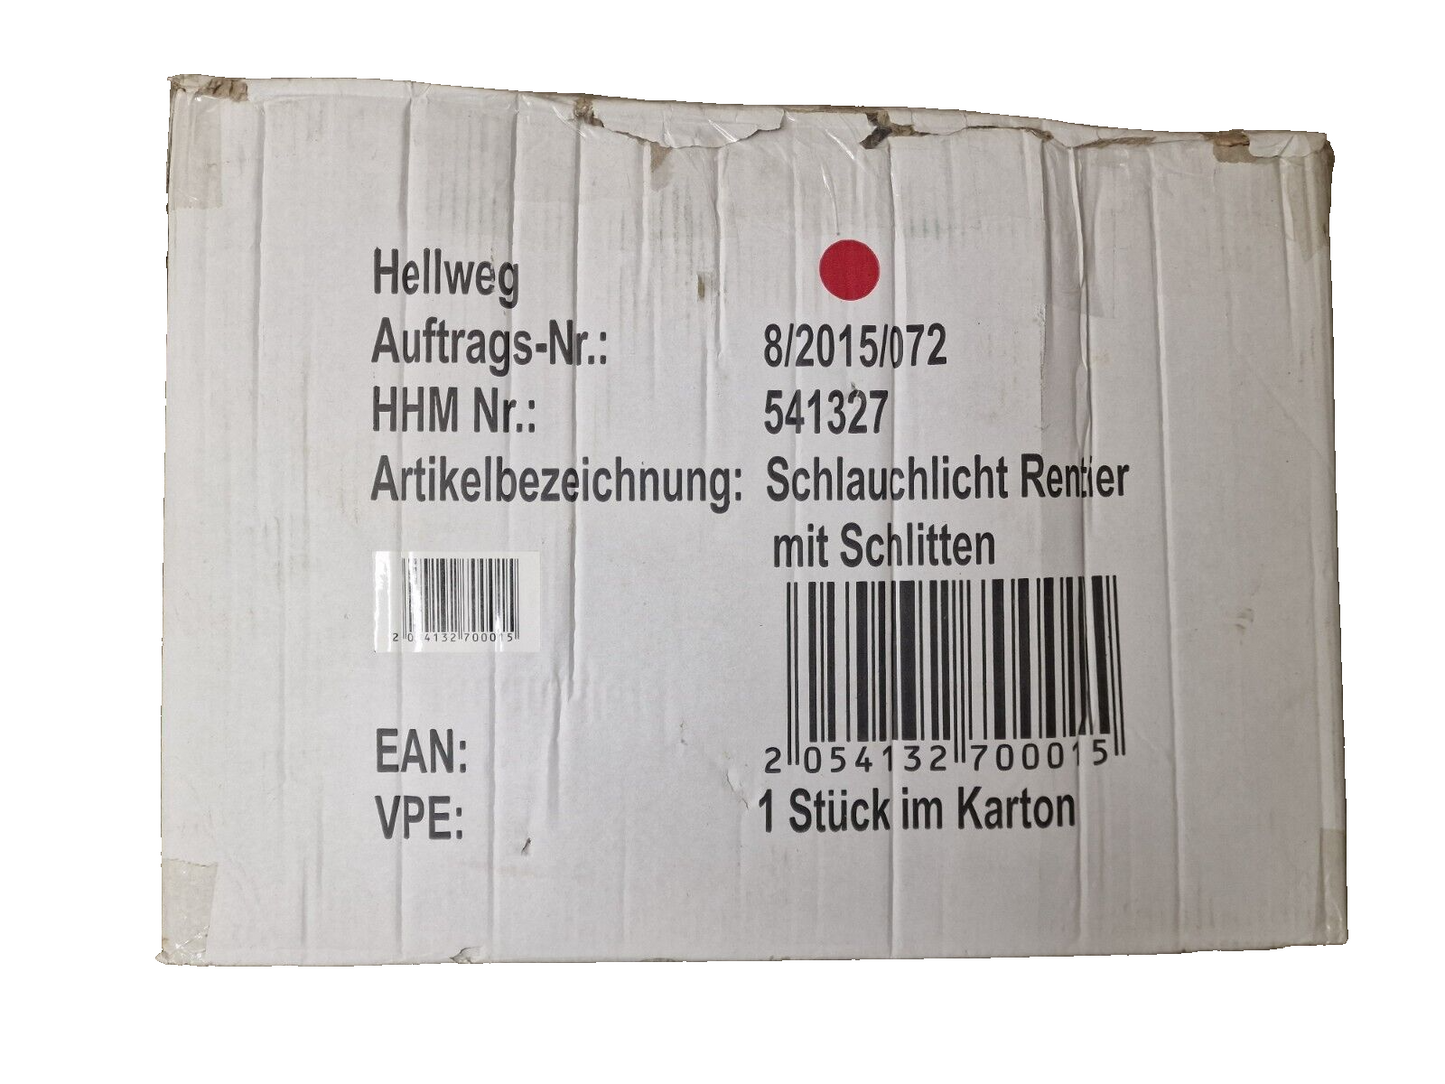 Hellweg
Auftrags-Nr.: 8/2015/072
HHM Nr.: 541327
Artikelbezeichnung: Schlauchlicht Rentier
mit Schlitten
2 054132 700015
EAN: 2 054132 700015
VPE: 1 Stück im Karton